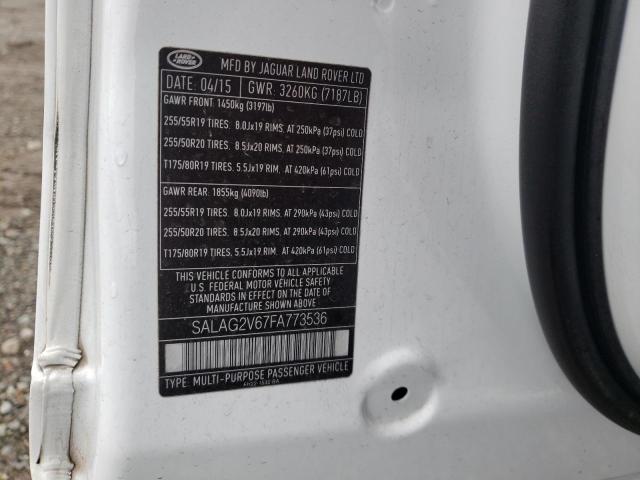 LAND
ROVER
MFD BY JAGUAR LAND ROVER LTD
DATE: 04/15 GWR: 3260KG (7187LB)
GAWR FRONT 1450kg (3197lb)
255/55R19 TIRES. 8.0Jx19 RIMS, AT 250kPa (37psi) COLD
255/50R20 TIRES. 8.5Jx20 RIMS, AT 250kPa (37psi) COLD
T175/80R19 TIRES. 5.5Jx19 RIM, AT 420kPa (61psi) COLD
GAWR REAR: 1855kg (4090lb)
255/55R19 TIRES. 8.0Jx19 RIMS, AT 290kPa (43psi) COLD
255/50R20 TIRES. 8.5Jx20 RIMS, AT 290kPa (43psi) COLD
T175/80R19 TIRES. 5.5Jx19 RIM, AT 420kPa (61psi) COLD
THIS VEHICLE CONFORMS TO ALL APPLICABLE
U.S. FEDERAL MOTOR VEHICLE SAFETY
STANDARDS IN EFFECT ON THE DATE OF
MANUFACTURE SHOWN ABOVE
SALAG2V67FA773536
TYPE: MULTI-PURPOSE PASSENGER VEHICLE